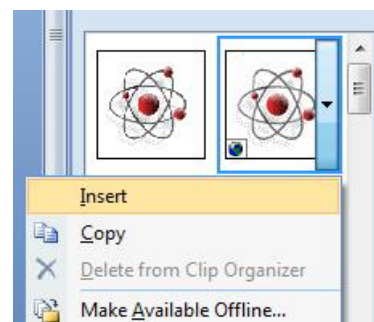 Insert
Copy
Delete from Clip Organizer
Make Available Offline...